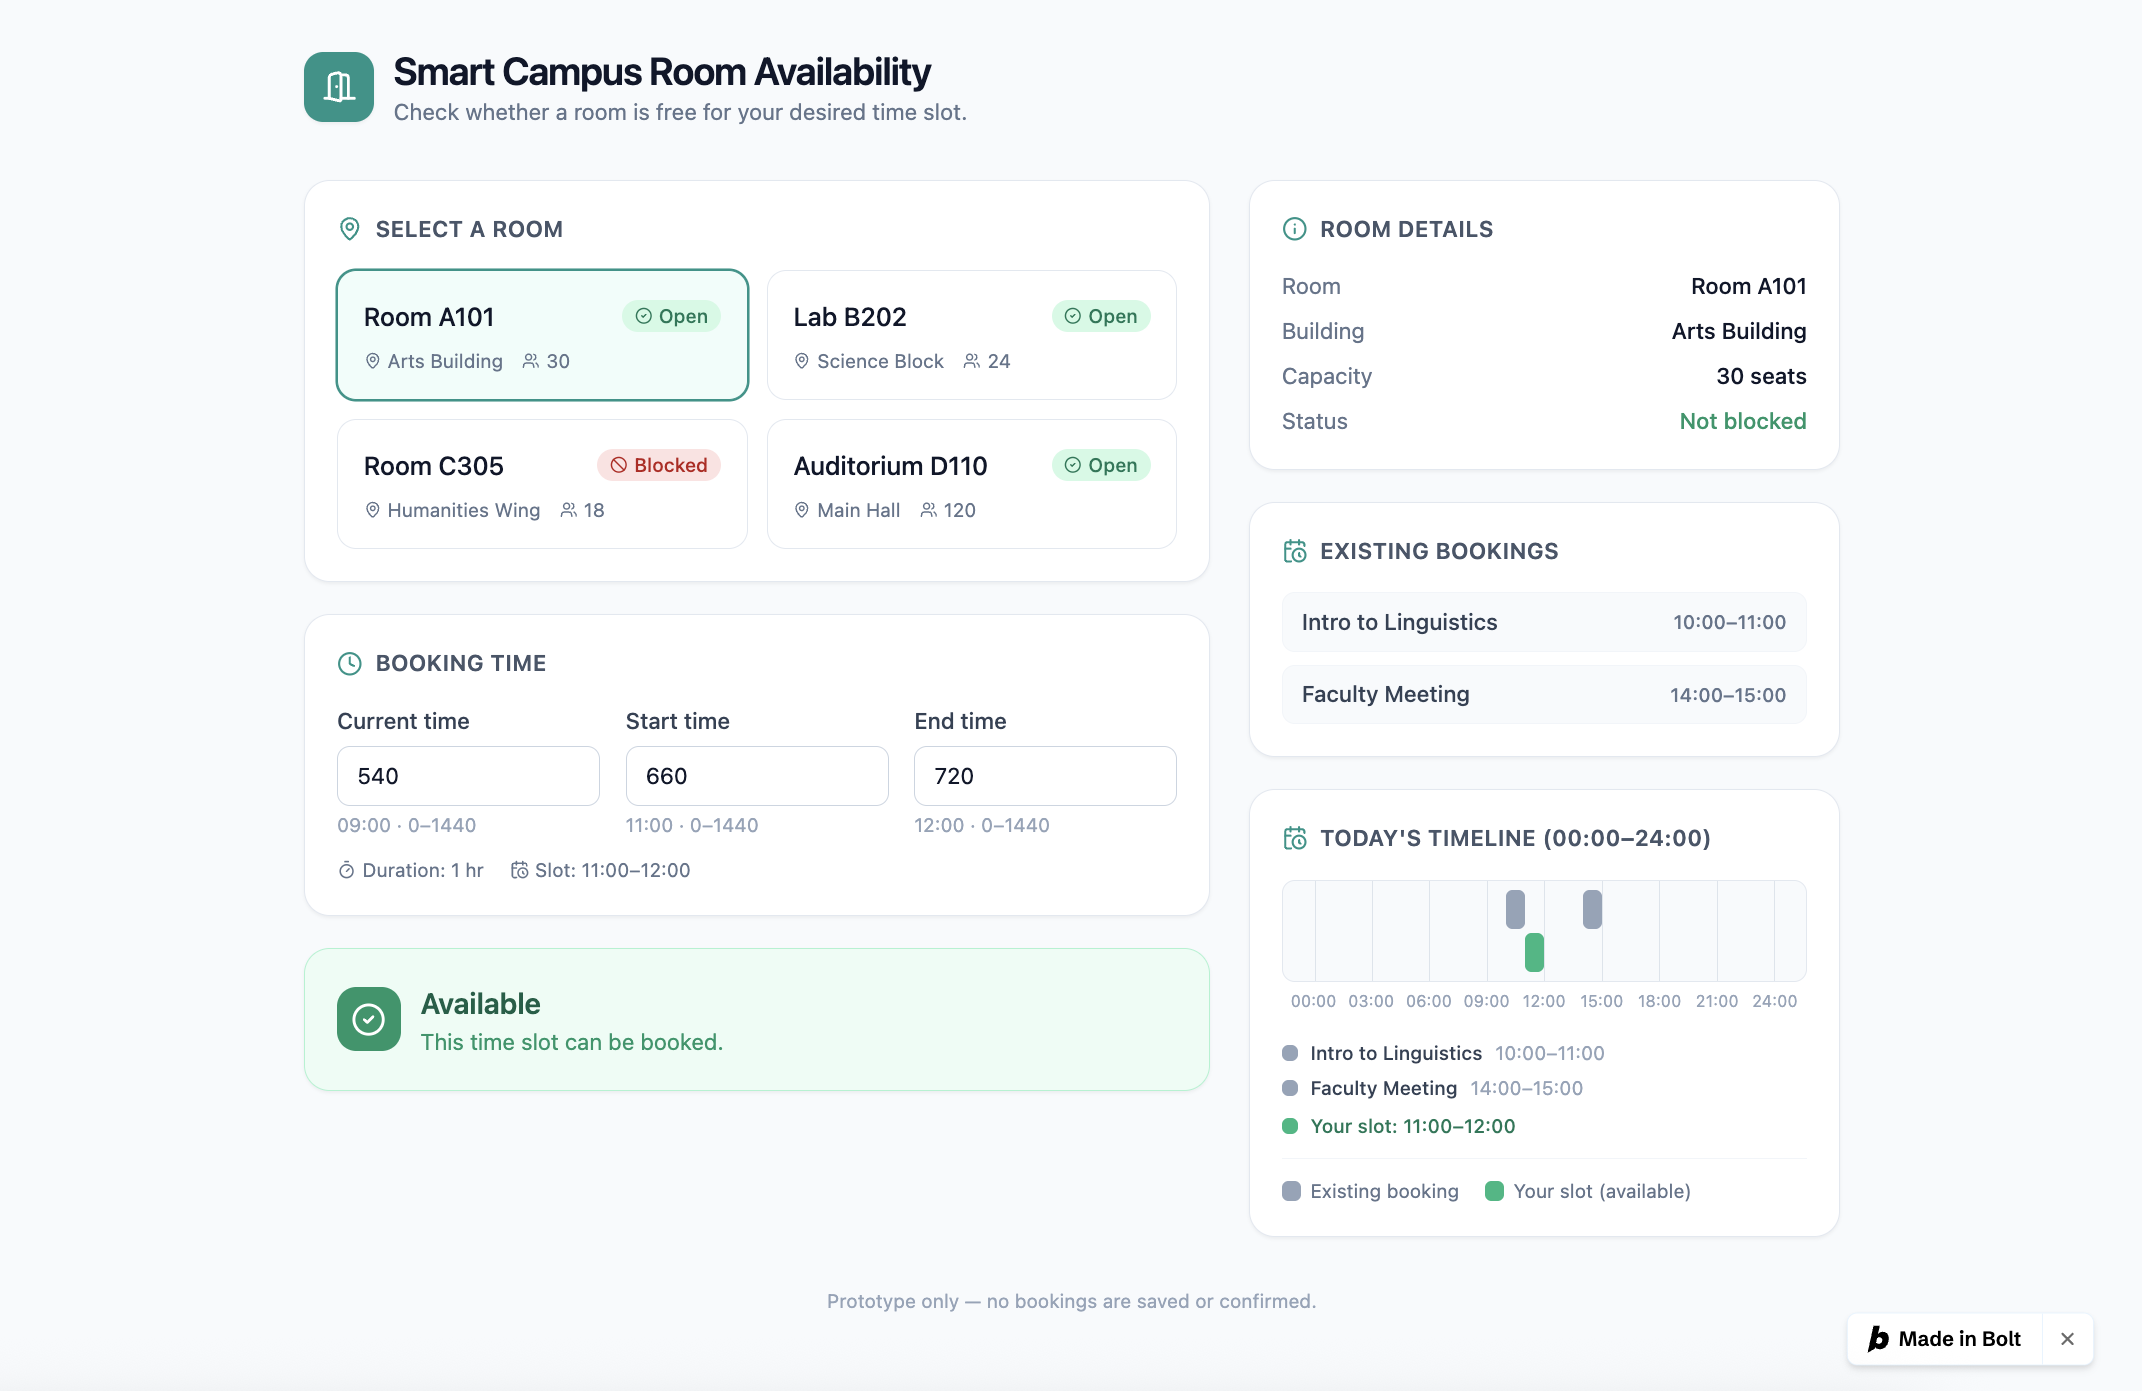 Smart Campus Room Availability
Check whether a room is free for your desired time slot.
SELECT A ROOM
Room A101
Open
Arts Building 30
Lab B202
Open
Science Block 24
Room C305
Blocked
Humanities Wing 18
Auditorium D110
Open
Main Hall 120
BOOKING TIME
Current time
540
09:00 · 0–1440
Start time
660
11:00 · 0–1440
End time
720
12:00 · 0–1440
Duration: 1 hr Slot: 11:00–12:00
Available
This time slot can be booked.
ROOM DETAILS
Room Room A101
Building Arts Building
Capacity 30 seats
Status Not blocked
EXISTING BOOKINGS
Intro to Linguistics 10:00–11:00
Faculty Meeting 14:00–15:00
TODAY'S TIMELINE (00:00–24:00)
00:00 03:00 06:00 09:00 12:00 15:00 18:00 21:00 24:00
Intro to Linguistics 10:00–11:00
Faculty Meeting 14:00–15:00
Your slot: 11:00–12:00
Existing booking Your slot (available)
Prototype only — no bookings are saved or confirmed.
b Made in Bolt